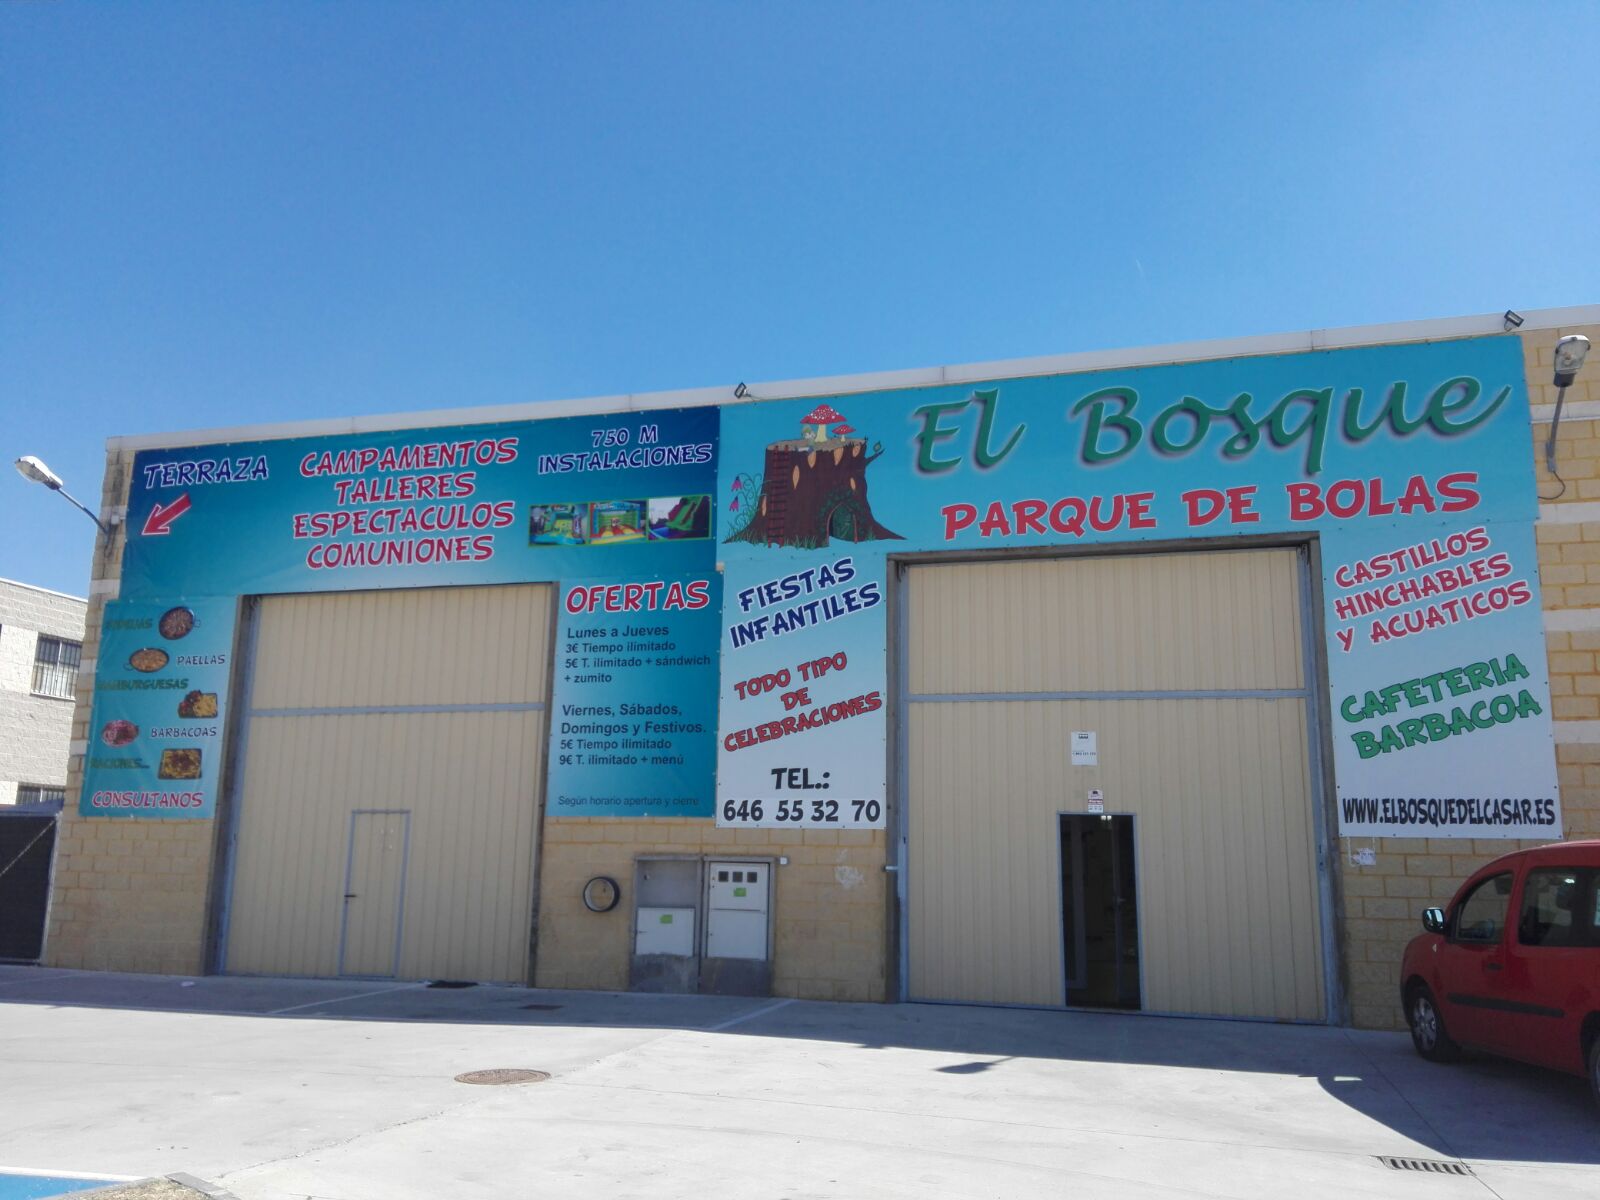 TERRAZA
CAMPAMENTOS
TALLERES
ESPECTACULOS
COMUNIONES
750 M
INSTALACIONES
El Bosque
PARQUE DE BOLAS
PAELLAS
HAMBURGUESAS
BARBACOAS
RACIONES...
CONSULTANOS
OFERTAS
Lunes a Jueves
3€ Tiempo ilimitado
5€ T. ilimitado + sándwich
+ zumito
Viernes, Sábados,
Domingos y Festivos.
5€ Tiempo ilimitado
9€ T. ilimitado + menú
Según horario apertura y cierre
FIESTAS
INFANTILES
TODO TIPO
DE
CELEBRACIONES
TEL.:
646 55 32 70
CASTILLOS
HINCHABLES
Y ACUATICOS
CAFETERIA
BARBACOA
WWW.ELBOSQUEDELCASAR.ES